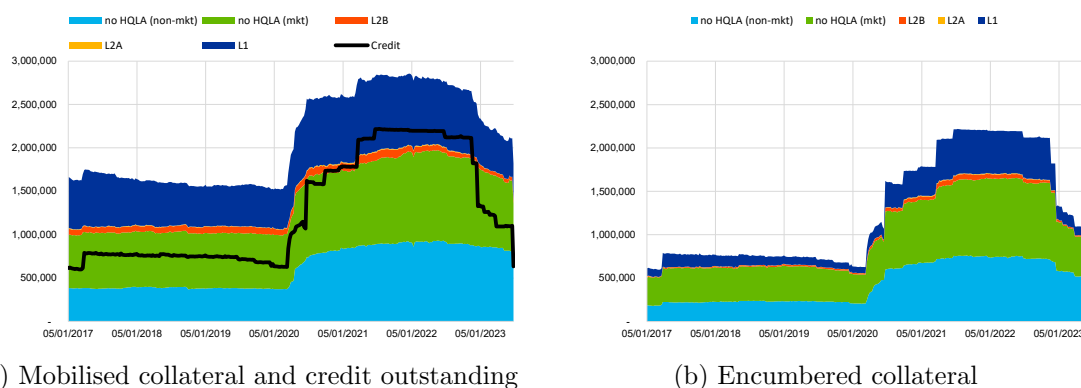 no HQLA (non-mkt) no HQLA (mkt) L2B
L2A L1 Credit
3,000,000
2,500,000
2,000,000
1,500,000
1,000,000
500,000
-
05/01/2017 05/01/2018 05/01/2019 05/01/2020 05/01/2021 05/01/2022 05/01/2023
) Mobilised collateral and credit outstanding
no HQLA (non-mkt) no HQLA (mkt) L2B L2A L1
3,000,000
2,500,000
2,000,000
1,500,000
1,000,000
500,000
-
05/01/2017 05/01/2018 05/01/2019 05/01/2020 05/01/2021 05/01/2022 05/01/2023
(b) Encumbered collateral